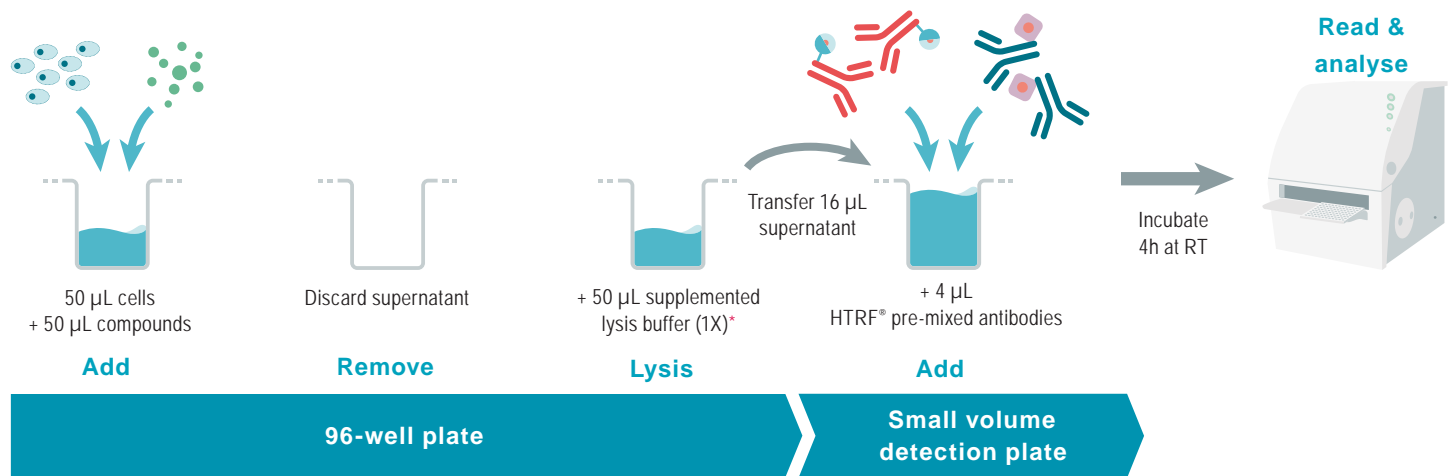 Read &
analyse
Transfer 16 µL
supernatant
Incubate
4h at RT
50 µL cells
+ 50 µL compounds
Discard supernatant
+ 50 µL supplemented
lysis buffer (1X)*
+ 4 µL
HTRF® pre-mixed antibodies
Add
Remove
Lysis
Add
96-well plate
Small volume
detection plate